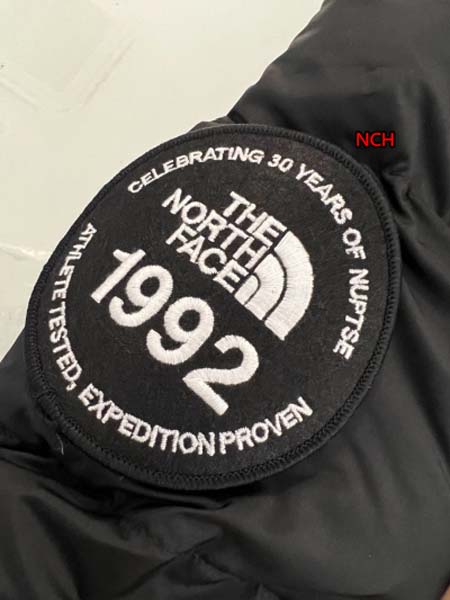 NCH
CELEBRATING 30 YEARS OF NUPTSE
THE
NORTH
FACE
1992
ATHLETE TESTED, EXPEDITION PROVEN